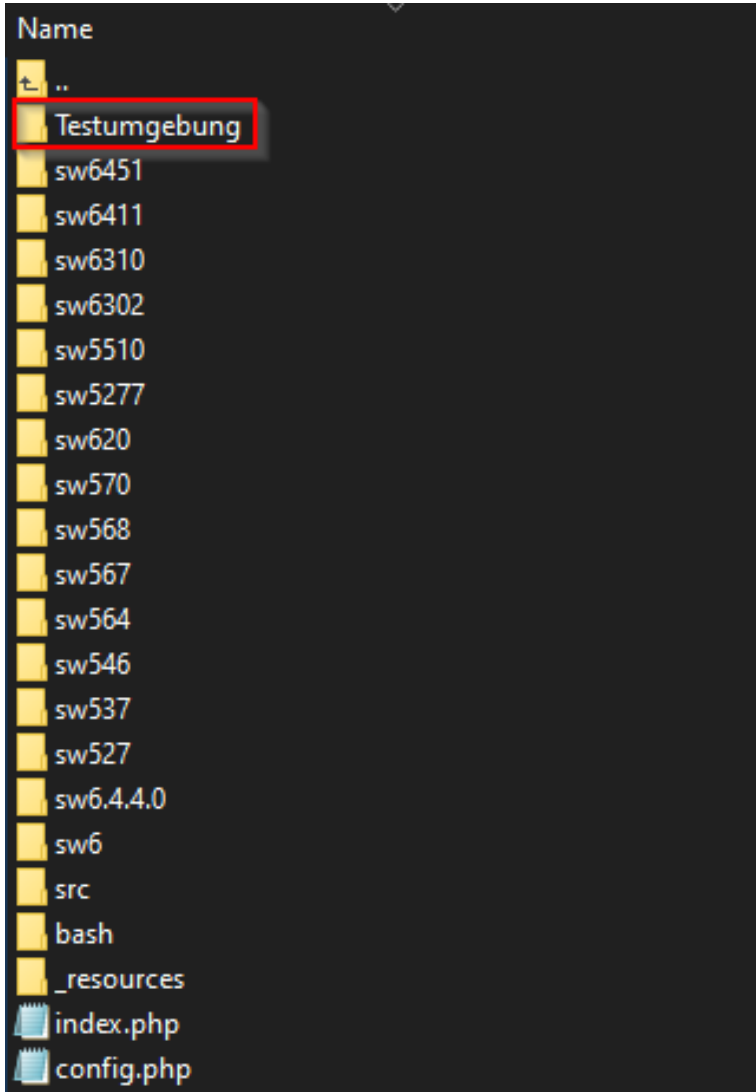 Name
..
Testumgebung
sw6451
sw6411
sw6310
sw6302
sw5510
sw5277
sw620
sw570
sw568
sw567
sw564
sw546
sw537
sw527
sw6.4.4.0
sw6
src
bash
_resources
index.php
config.php